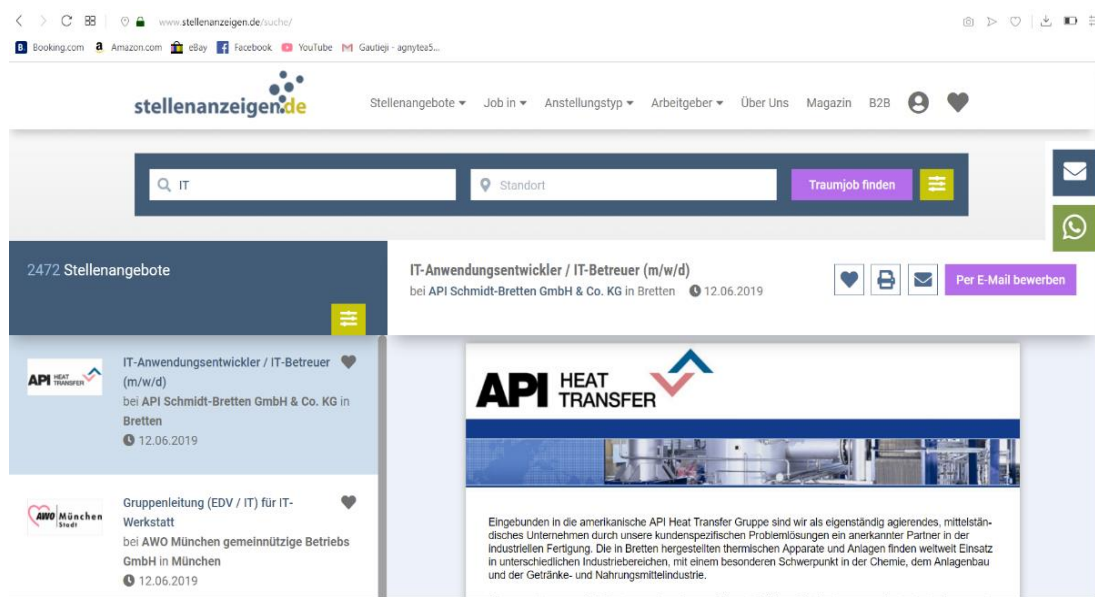 www.stellenanzeigen.de/suche/
Booking.com Amazon.com eBay Facebook YouTube Gautieji - agnytea5...
stellenanzeigen.de
Stellenangebote Job in Anstellungstyp Arbeitgeber Über Uns Magazin B2B
IT Standort Traumjob finden
2472 Stellenangebote
IT-Anwendungsentwickler / IT-Betreuer (m/w/d)
bei API Schmidt-Bretten GmbH & Co. KG in Bretten 12.06.2019
Per E-Mail bewerben
API HEAT TRANSFER
IT-Anwendungsentwickler / IT-Betreuer
(m/w/d)
bei API Schmidt-Bretten GmbH & Co. KG in
Bretten
12.06.2019
AWO München
Stadt
Gruppenleitung (EDV / IT) für IT-
Werkstatt
bei AWO München gemeinnützige Betriebs
GmbH in München
12.06.2019
API HEAT
TRANSFER
Eingebunden in die amerikanische API Heat Transfer Gruppe sind wir als eigenständig agierendes, mittelstän-
disches Unternehmen durch unsere kundenspezifischen Problemlösungen ein anerkannter Partner in der
industriellen Fertigung. Die in Bretten hergestellten thermischen Apparate und Anlagen finden weltweit Einsatz
in unterschiedlichen Industriebereichen, mit einem besonderen Schwerpunkt in der Chemie, dem Anlagenbau
und der Getränke- und Nahrungsmittelindustrie.